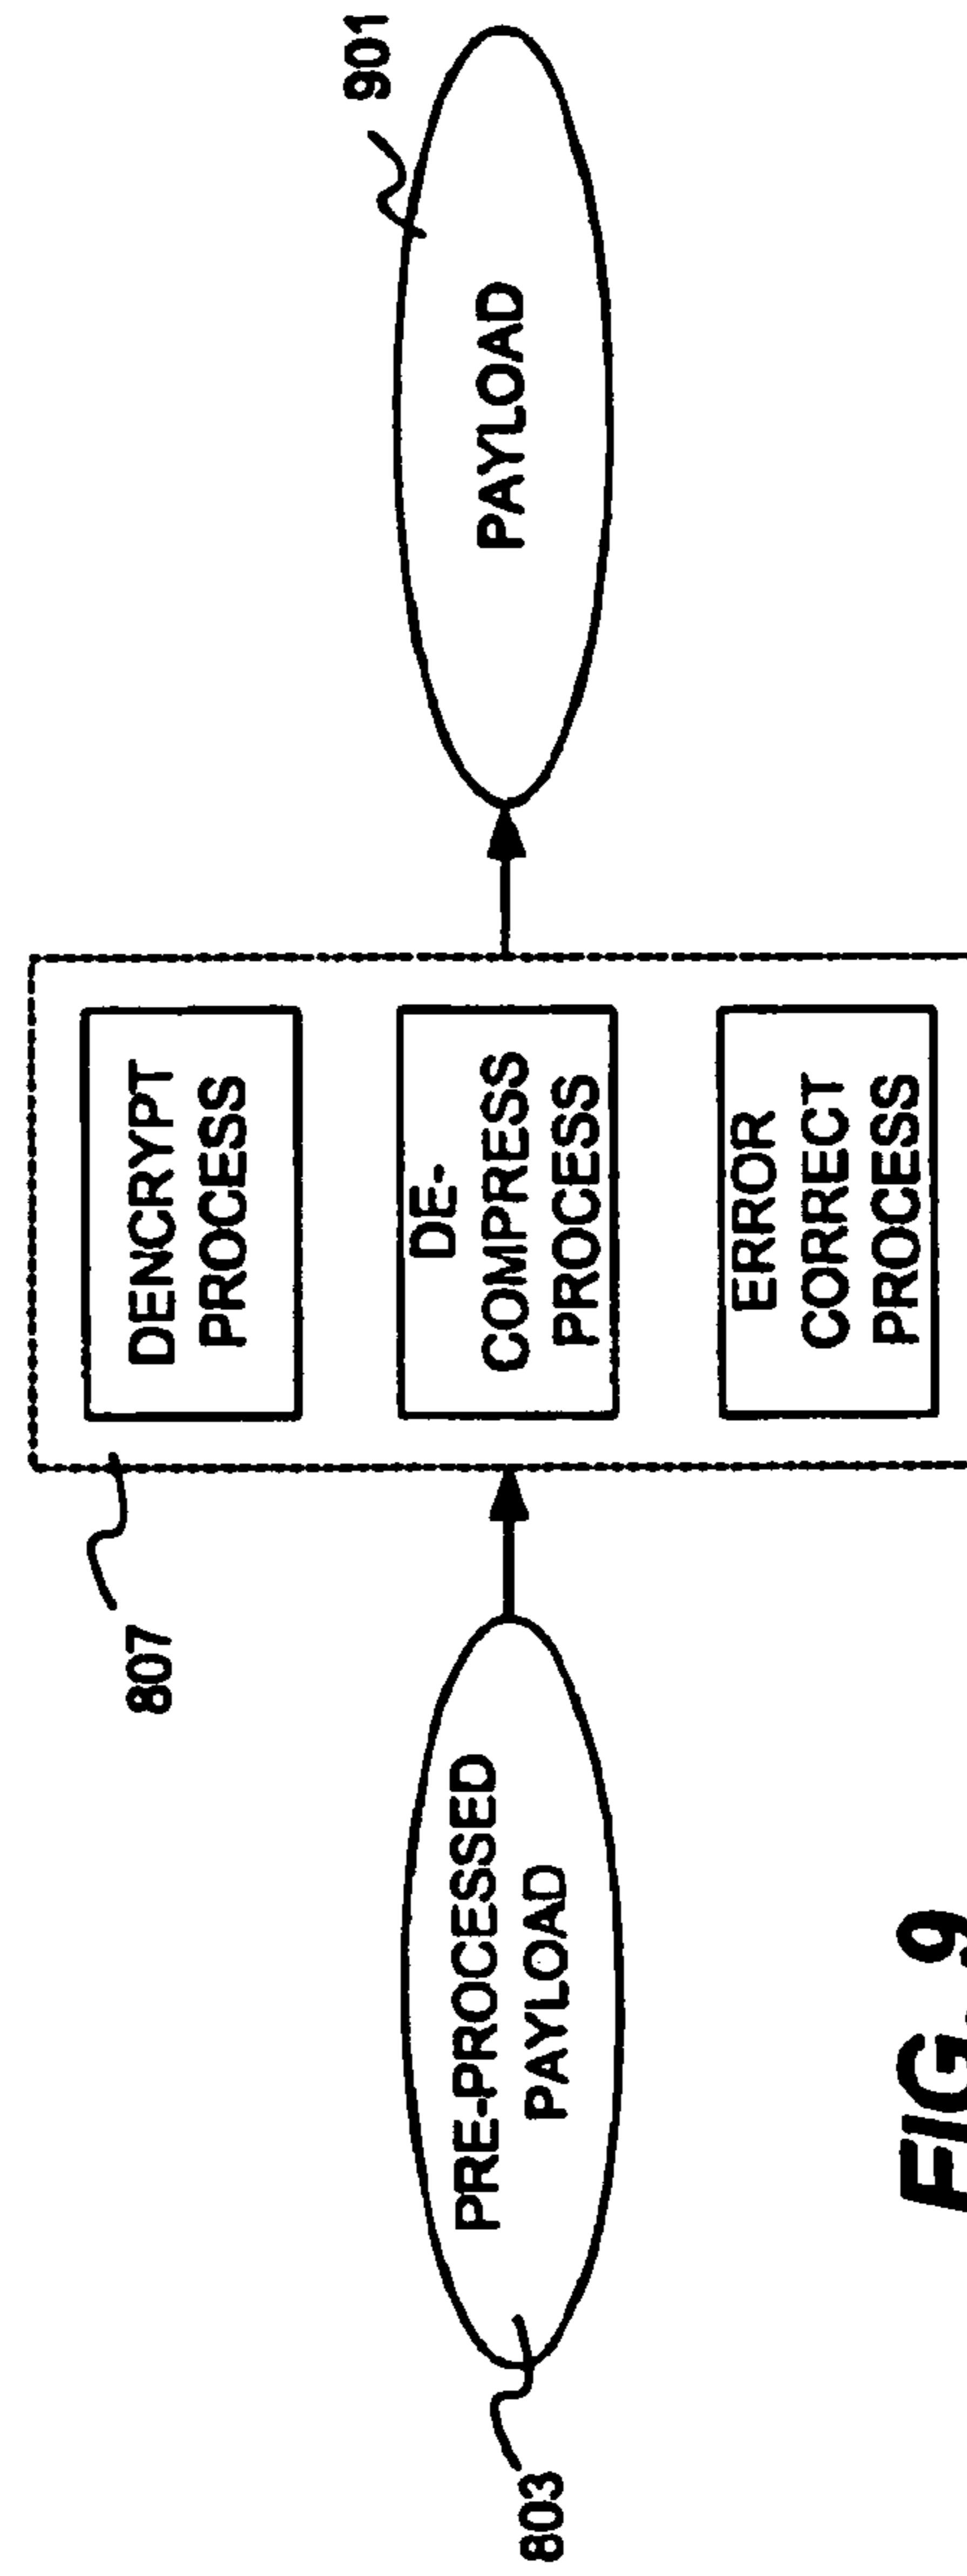 803
PRE-PROCESSED
PAYLOAD
807
DENCRYPT
PROCESS
DE-
COMPRESS
PROCESS
ERROR
CORRECT
PROCESS
901
PAYLOAD
FIG. 9